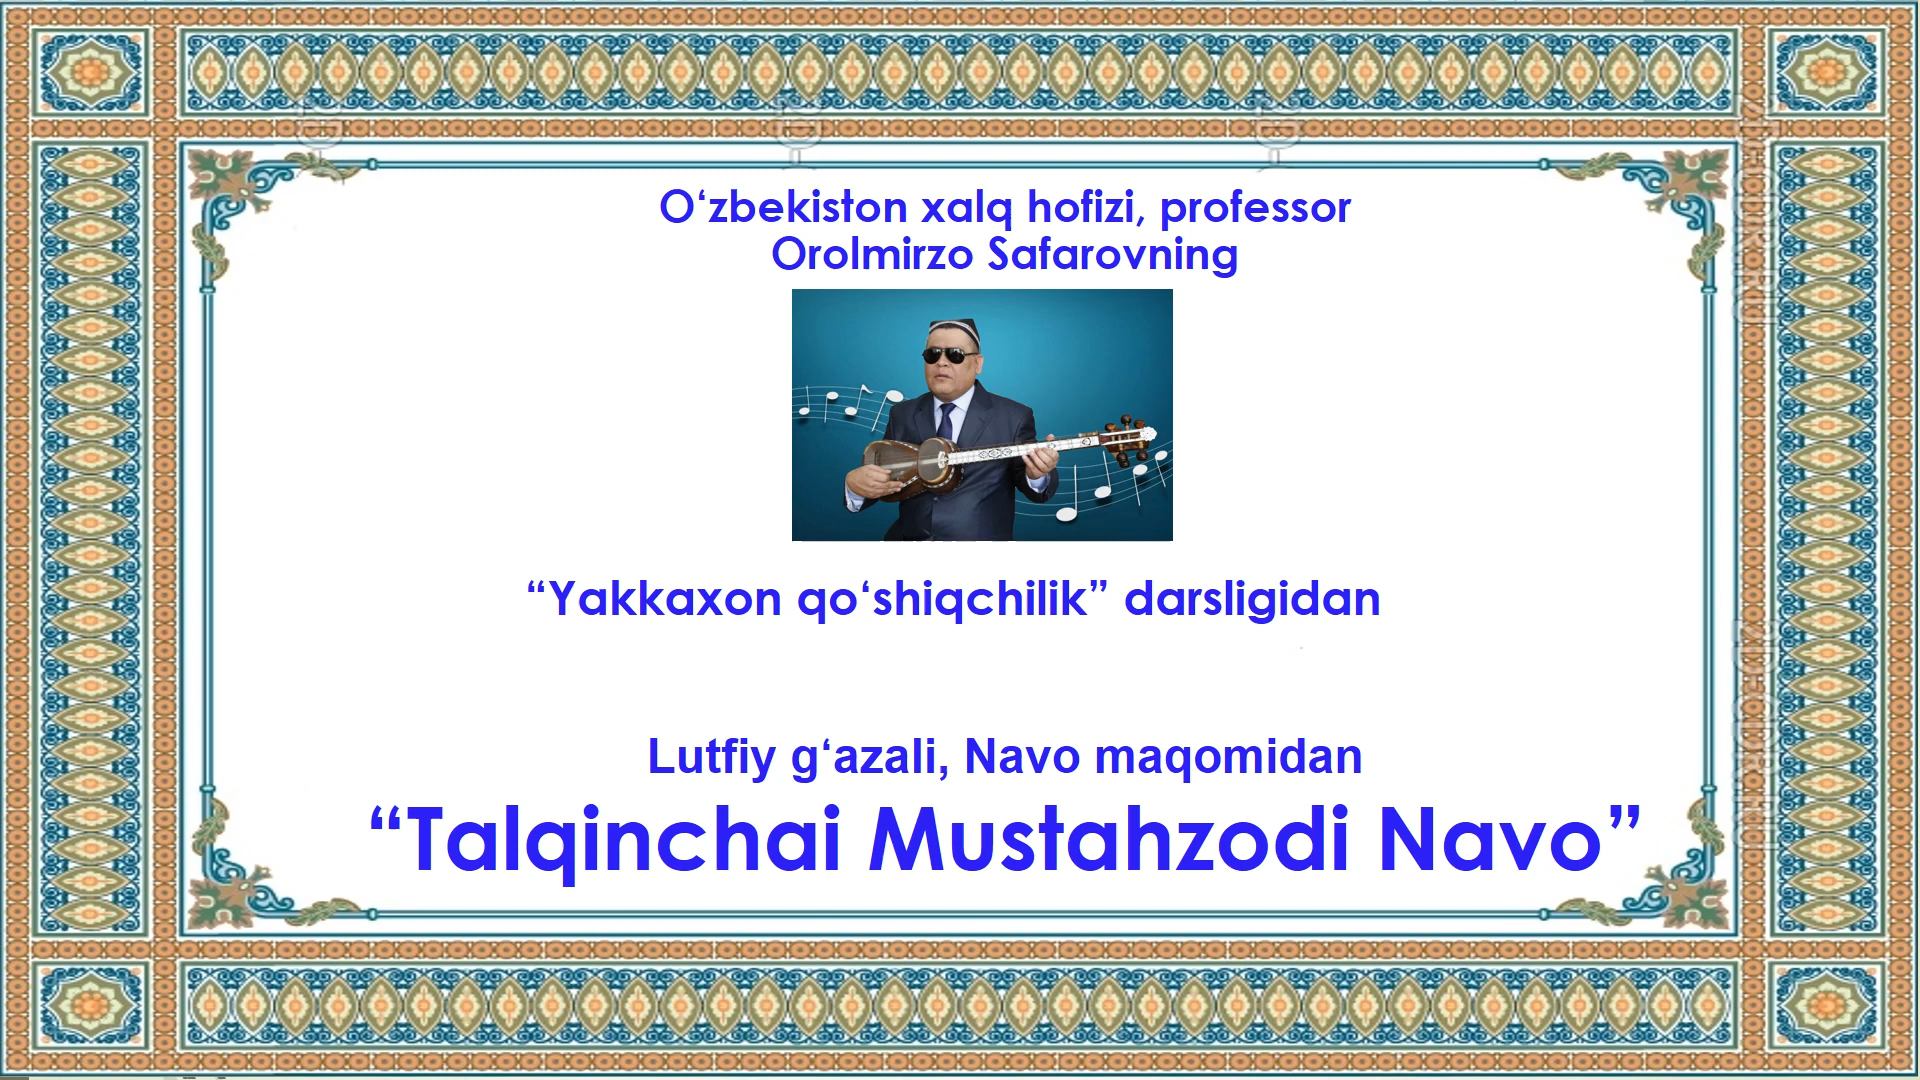 O‘zbekiston xalq hofizi, professor
Orolmirzo Safarovning
“Yakkaxon qo‘shiqchilik” darsligidan
Lutfiy g‘azali, Navo maqomidan
“Talqinchai Mustahzodi Navo”